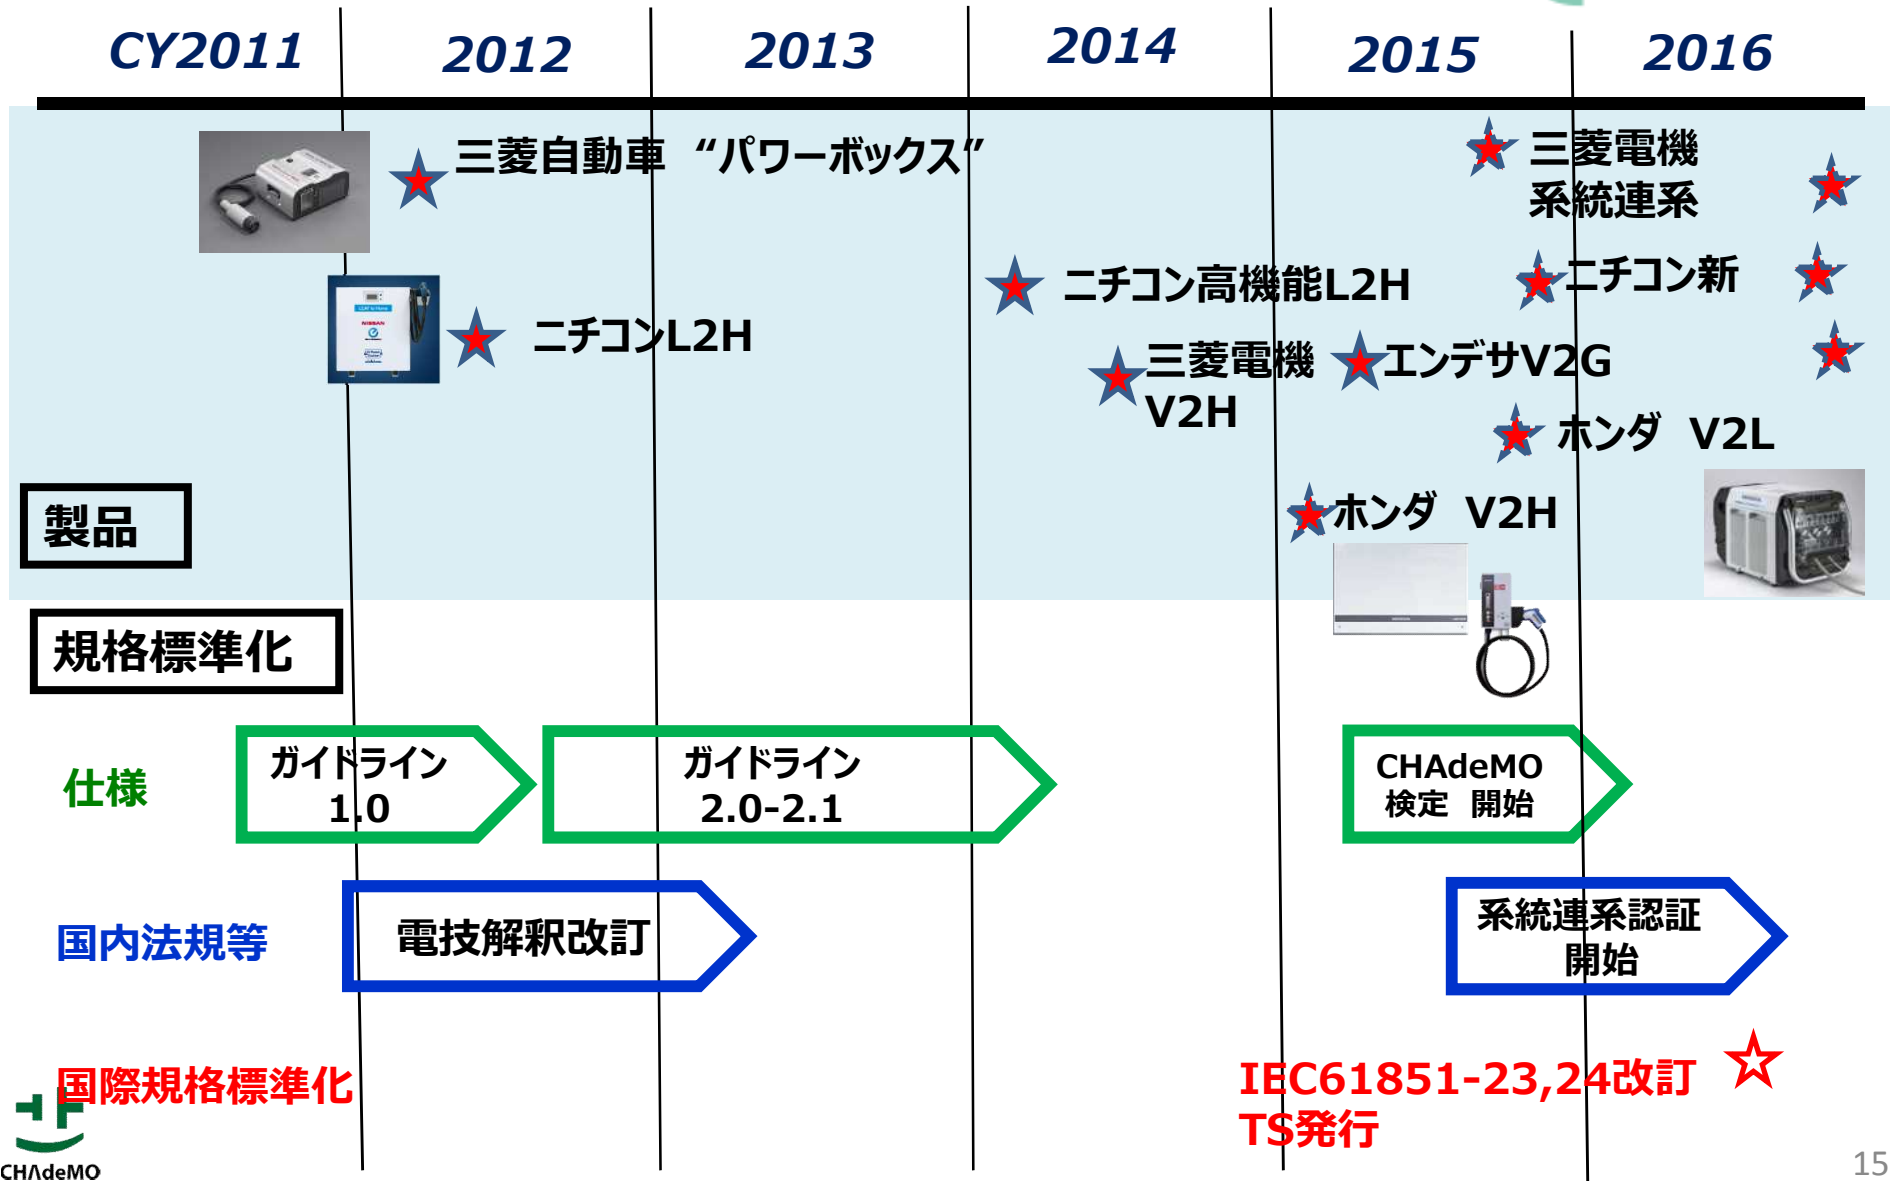 CY2011 2012 2013 2014 2015 2016
三菱自動車 “パワーボックス”
三菱電機
系統連系
ニチコン高機能L2H
ニチコン新
LEAF to Home
NISSAN
ニチコンL2H
三菱電機
V2H
エンデサV2G
ホンダ V2L
製品
ホンダ V2H
規格標準化
仕様
ガイドライン
1.0
ガイドライン
2.0-2.1
CHAdeMO
検定 開始
国内法規等
電技解釈改訂
系統連系認証
開始
国際規格標準化
IEC61851-23,24改訂
TS発行
CHAdeMO
15